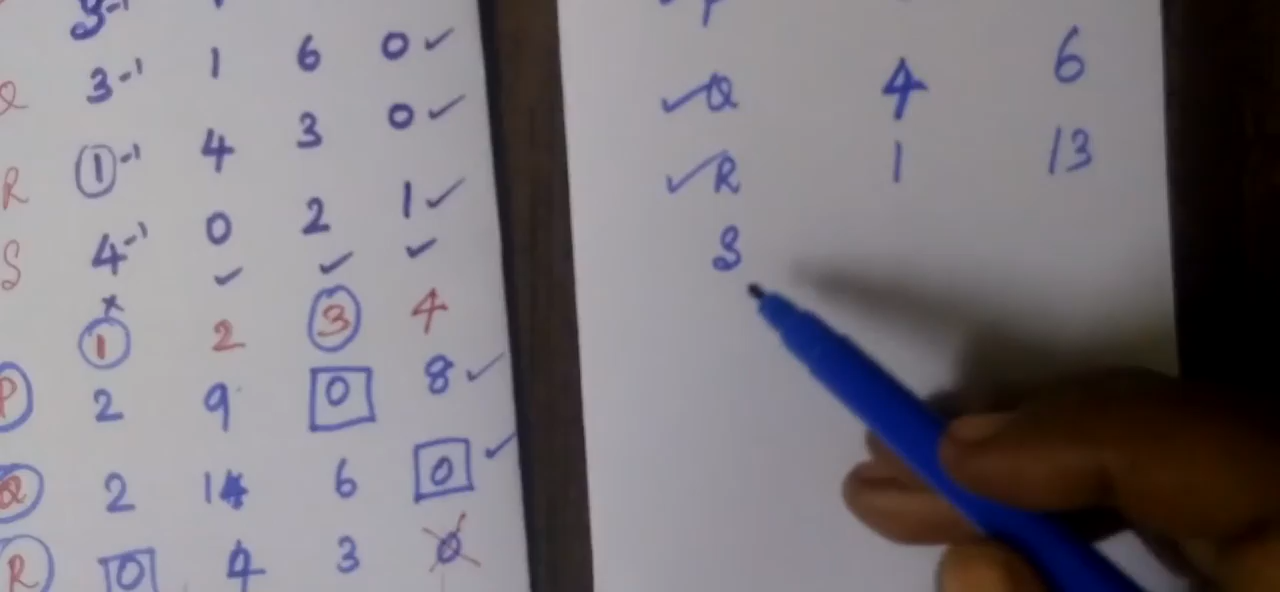 3-1 1 6 0 ✓
R ①-1 4 3 0 ✓
S 4-1 0 2 1 ✓
× ✓ ✓ ✓
① 2 ③ 4
P 2 9 0 8 ✓
Q 2 14 6 0 ✓
R 0 4 3 0
✓ Q 4 6
✓ R 1 13
S